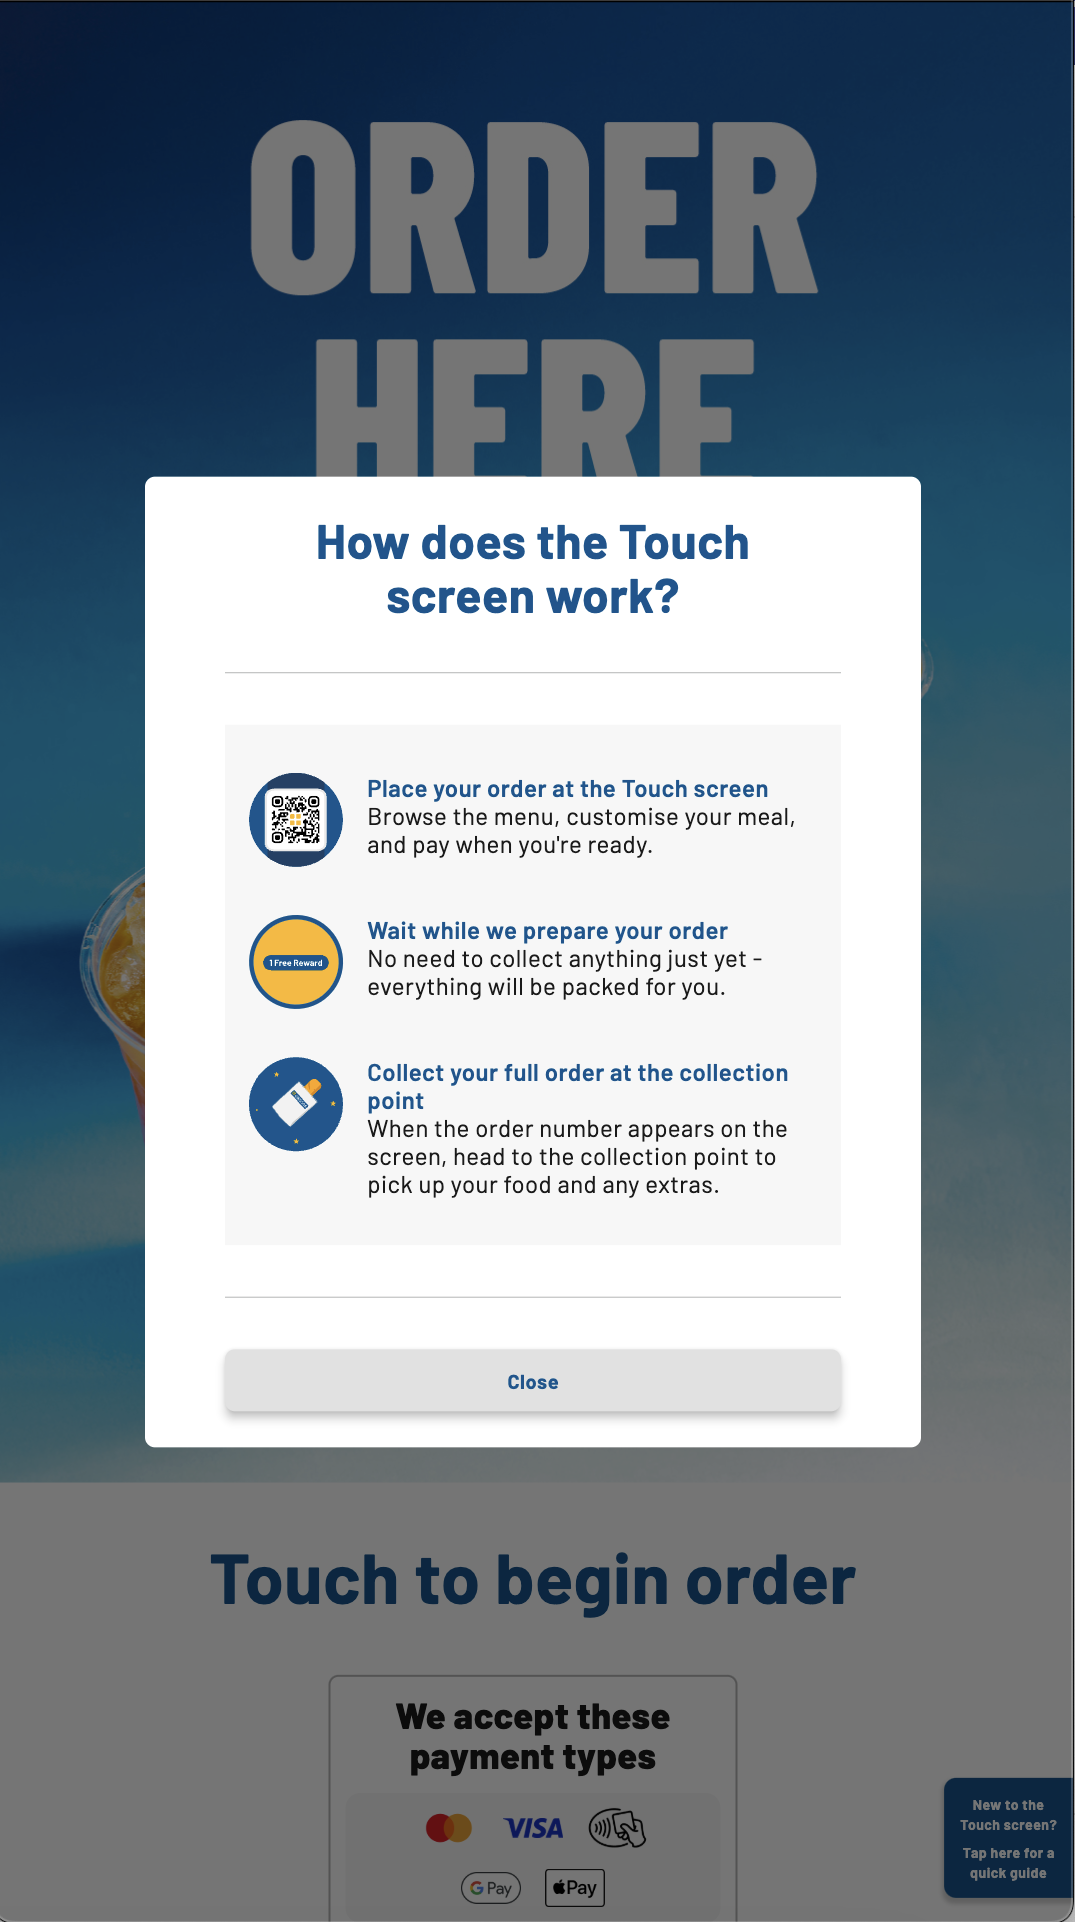 ORDER
HERE
How does the Touch
screen work?
Place your order at the Touch screen
Browse the menu, customise your meal,
and pay when you're ready.
1 Free Reward
Wait while we prepare your order
No need to collect anything just yet -
everything will be packed for you.
Collect your full order at the collection
point
When the order number appears on the
screen, head to the collection point to
pick up your food and any extras.
Close
Touch to begin order
We accept these
payment types
VISA
G Pay
Pay
New to the
Touch screen?
Tap here for a
quick guide